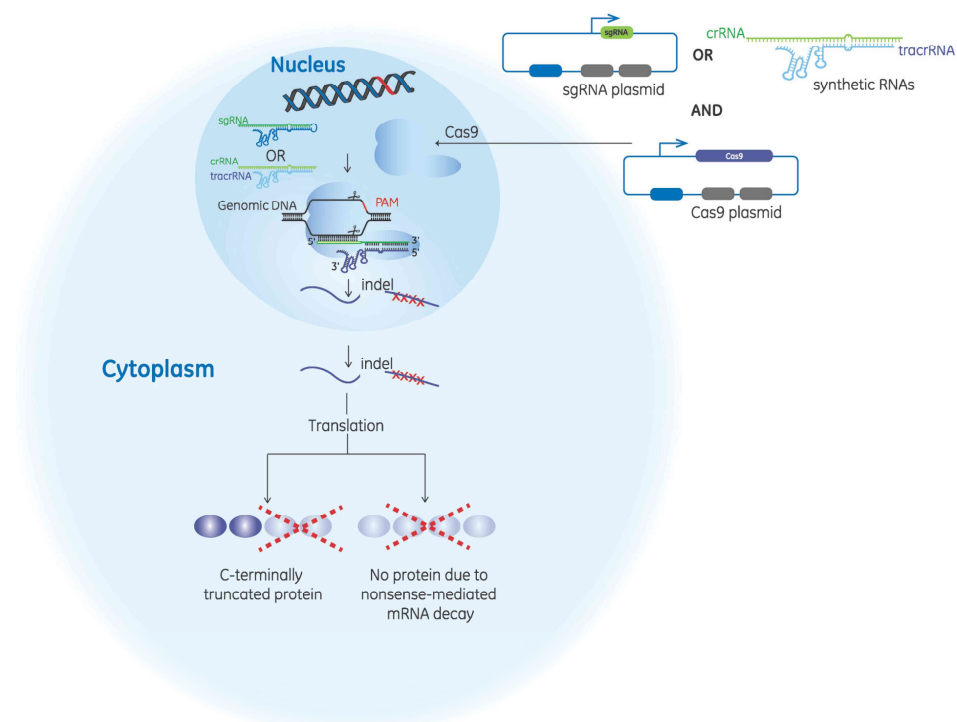 sgRNA
sgRNA plasmid
OR
crRNA
tracrRNA
synthetic RNAs
AND
Cas9
Cas9 plasmid
Nucleus
sgRNA
OR
crRNA
tracrRNA
Cas9
Genomic DNA
PAM
5'
3'
3'
5'
indel
xxxx
Cytoplasm
indel
xxxx
Translation
C-terminally
truncated protein
No protein due to
nonsense-mediated
mRNA decay